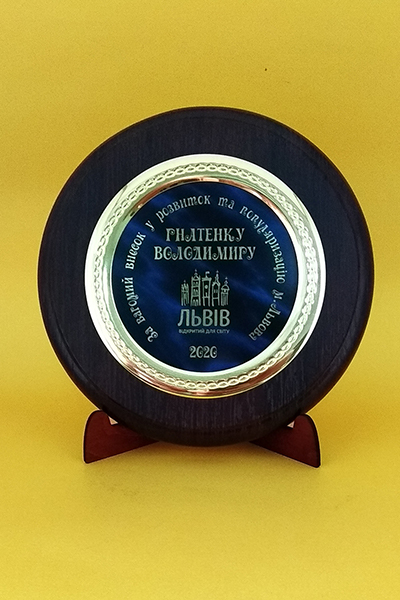 За вагомий внесок у розвиток та популяризацію м.Львова
ГНАТЕНКУ
ВОЛОДИМИРУ
ЛЬВІВ
ВІДКРИТИЙ ДЛЯ СВІТУ
2020